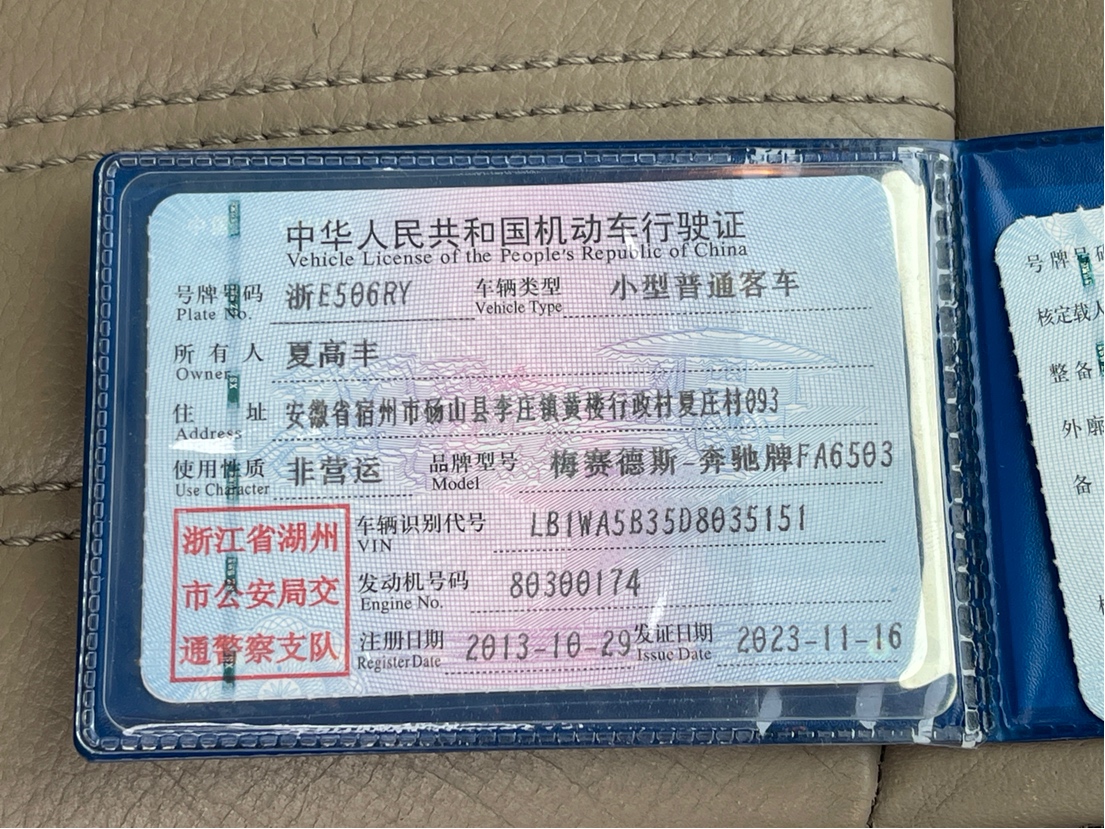 中华人民共和国机动车行驶证
Vehicle License of the People's Republic of China
号牌号码 浙E506RY 车辆类型 小型普通客车
Plate No. Vehicle Type
所有人 夏高丰
Owner
住址 安徽省宿州市砀山县李庄镇黄楼行政村夏庄村093
Address
使用性质 非营运 品牌型号 梅赛德斯-奔驰牌FA6503
Use Character Model
浙江省湖州
市公安局交
通警察支队
车辆识别代号 LB1WA5B35D8035151
VIN
发动机号码 80300174
Engine No.
注册日期 2013-10-29 发证日期 2023-11-16
Register Date Issue Date
号牌号码
核定载人
整备
外廓
备